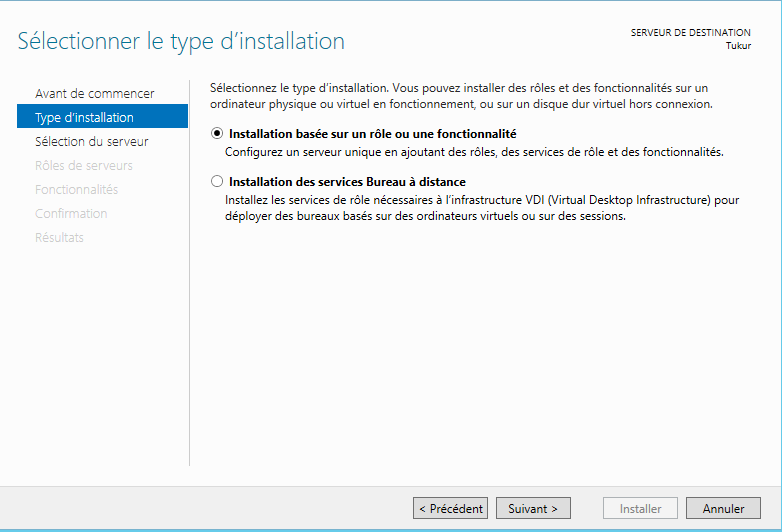 Sélectionner le type d’installation
SERVEUR DE DESTINATION
Tukur
Avant de commencer
Type d’installation
Sélection du serveur
Rôles de serveurs
Fonctionnalités
Confirmation
Résultats
Sélectionnez le type d’installation. Vous pouvez installer des rôles et des fonctionnalités sur un
ordinateur physique ou virtuel en fonctionnement, ou sur un disque dur virtuel hors connexion.
Installation basée sur un rôle ou une fonctionnalité
Configurez un serveur unique en ajoutant des rôles, des services de rôle et des fonctionnalités.
Installation des services Bureau à distance
Installez les services de rôle nécessaires à l’infrastructure VDI (Virtual Desktop Infrastructure) pour
déployer des bureaux basés sur des ordinateurs virtuels ou sur des sessions.
< Précédent
Suivant >
Installer
Annuler